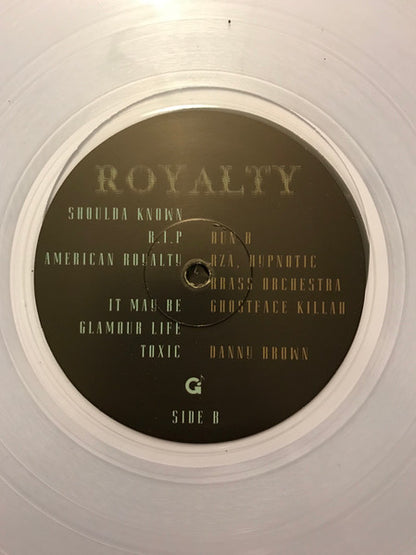 ROYALTY
SHOULDA KNOWN
R.I.P BUN B
AMERICAN ROYALTY RZA, HYPNOTIC
BRASS ORCHESTRA
IT MAY BE GHOSTFACE KILLAH
GLAMOUR LIFE
TOXIC DANNY BROWN
G
SIDE B